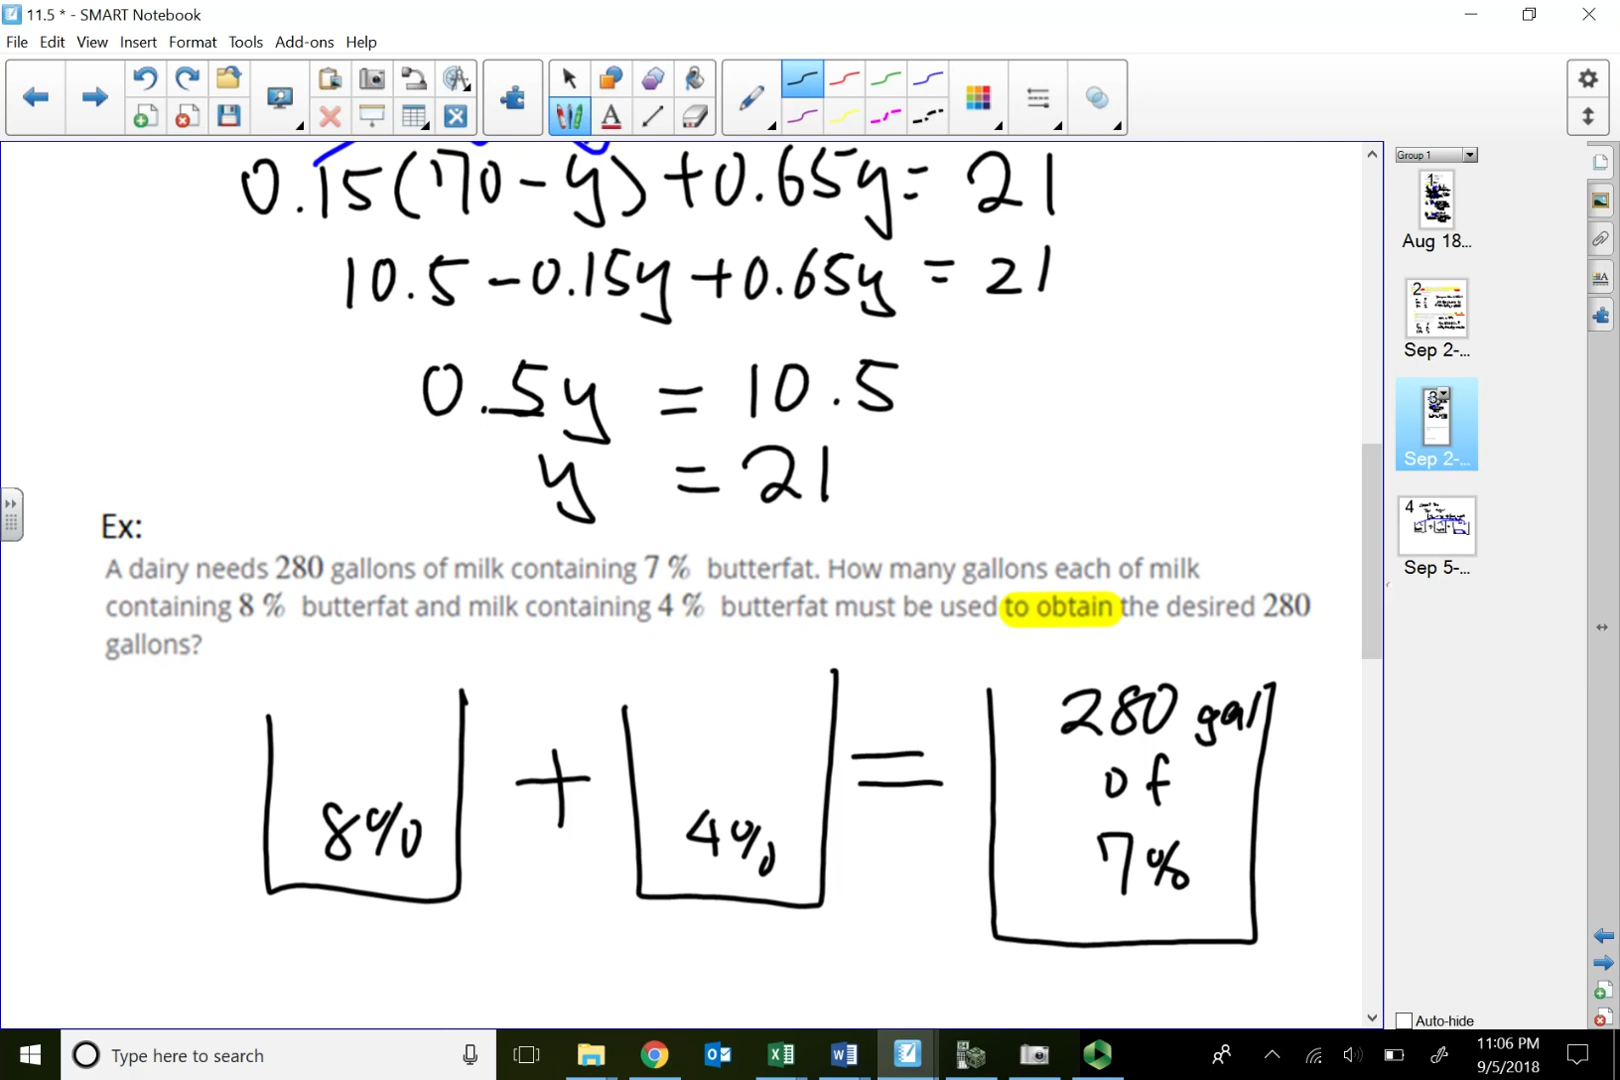 11.5 * - SMART Notebook
File Edit View Insert Format Tools Add-ons Help
0.15(70-y)+0.65y=21
10.5-0.15y+0.65y=21
0.5y=10.5
y=21
Ex:
A dairy needs 280 gallons of milk containing 7 % butterfat. How many gallons each of milk
containing 8 % butterfat and milk containing 4 % butterfat must be used to obtain the desired 280
gallons?
8% + 4% =
280 gal
of
7%
Group 1
1
Aug 18...
2
Sep 2-...
3
Sep 2-...
4
Sep 5-...
Auto-hide
Type here to search
11:06 PM
9/5/2018